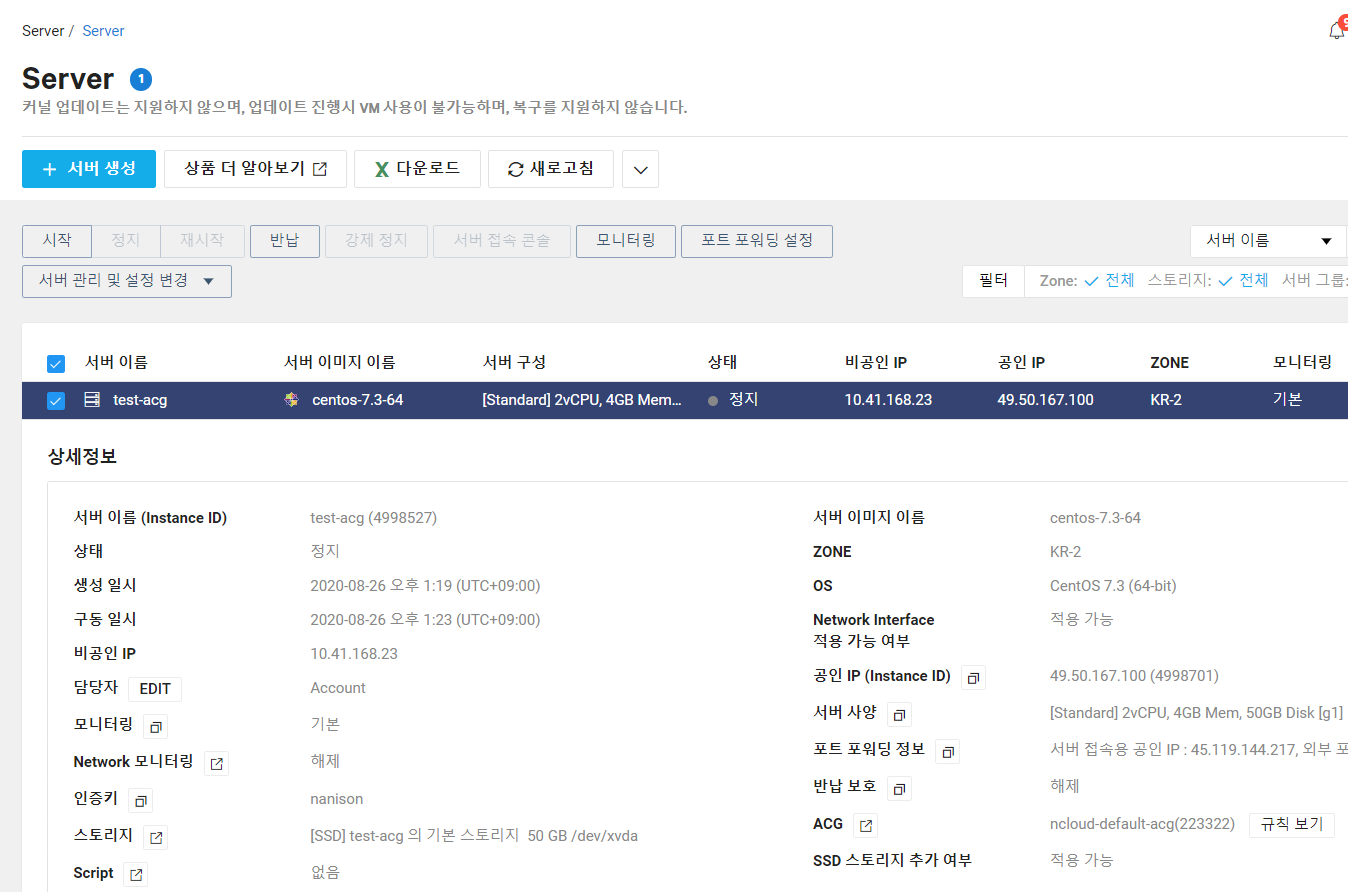 Server / Server
Server 1
커널 업데이트는 지원하지 않으며, 업데이트 진행시 VM 사용이 불가능하며, 복구를 지원하지 않습니다.
+ 서버 생성 상품 더 알아보기 다운로드 새로고침
시작 정지 재시작 반납 강제 정지 서버 접속 콘솔 모니터링 포트 포워딩 설정 서버 이름
서버 관리 및 설정 변경 필터 Zone: 전체 스토리지: 전체 서버 그룹:
서버 이름 서버 이미지 이름 서버 구성 상태 비공인 IP 공인 IP ZONE 모니터링
test-acg centos-7.3-64 [Standard] 2vCPU, 4GB Mem... 정지 10.41.168.23 49.50.167.100 KR-2 기본
상세정보
서버 이름 (Instance ID) test-acg (4998527) 서버 이미지 이름 centos-7.3-64
상태 정지 ZONE KR-2
생성 일시 2020-08-26 오후 1:19 (UTC+09:00) OS CentOS 7.3 (64-bit)
구동 일시 2020-08-26 오후 1:23 (UTC+09:00) Network Interface 적용 가능
적용 가능 여부
비공인 IP 10.41.168.23
공인 IP (Instance ID) 49.50.167.100 (4998701)
담당자 EDIT Account
서버 사양 [Standard] 2vCPU, 4GB Mem, 50GB Disk [g1]
모니터링 기본
포트 포워딩 정보 서버 접속용 공인 IP : 45.119.144.217, 외부 포
Network 모니터링 해제
반납 보호 해제
인증키 nanison
ACG ncloud-default-acg(223322) 규칙 보기
스토리지 [SSD] test-acg 의 기본 스토리지 50 GB /dev/xvda
SSD 스토리지 추가 여부 적용 가능
Script 없음